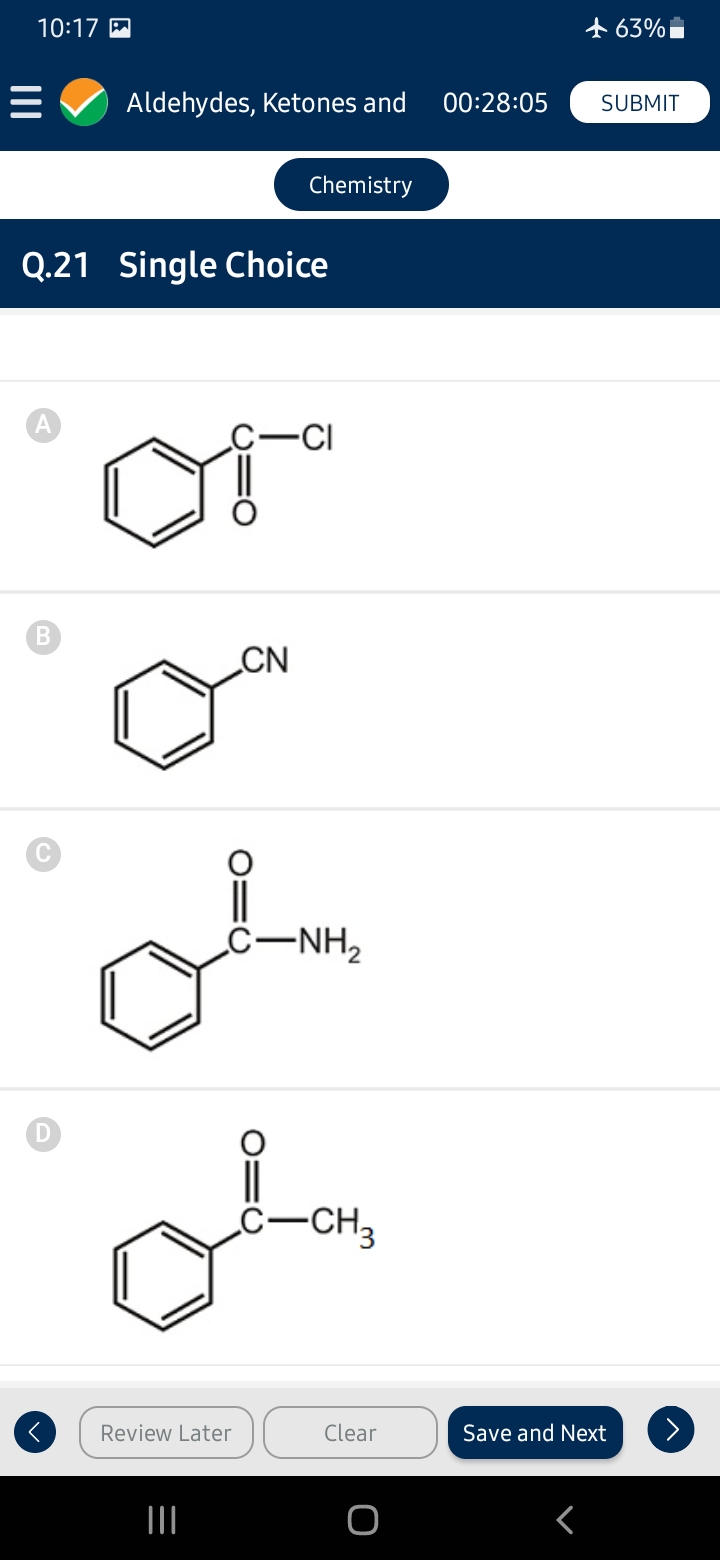 10:17 63%
Aldehydes, Ketones and 00:28:05 SUBMIT
Chemistry
Q.21 Single Choice
A
C—Cl
O
B
CN
C
O
C—NH₂
D
O
C—CH₃
Review Later Clear Save and Next